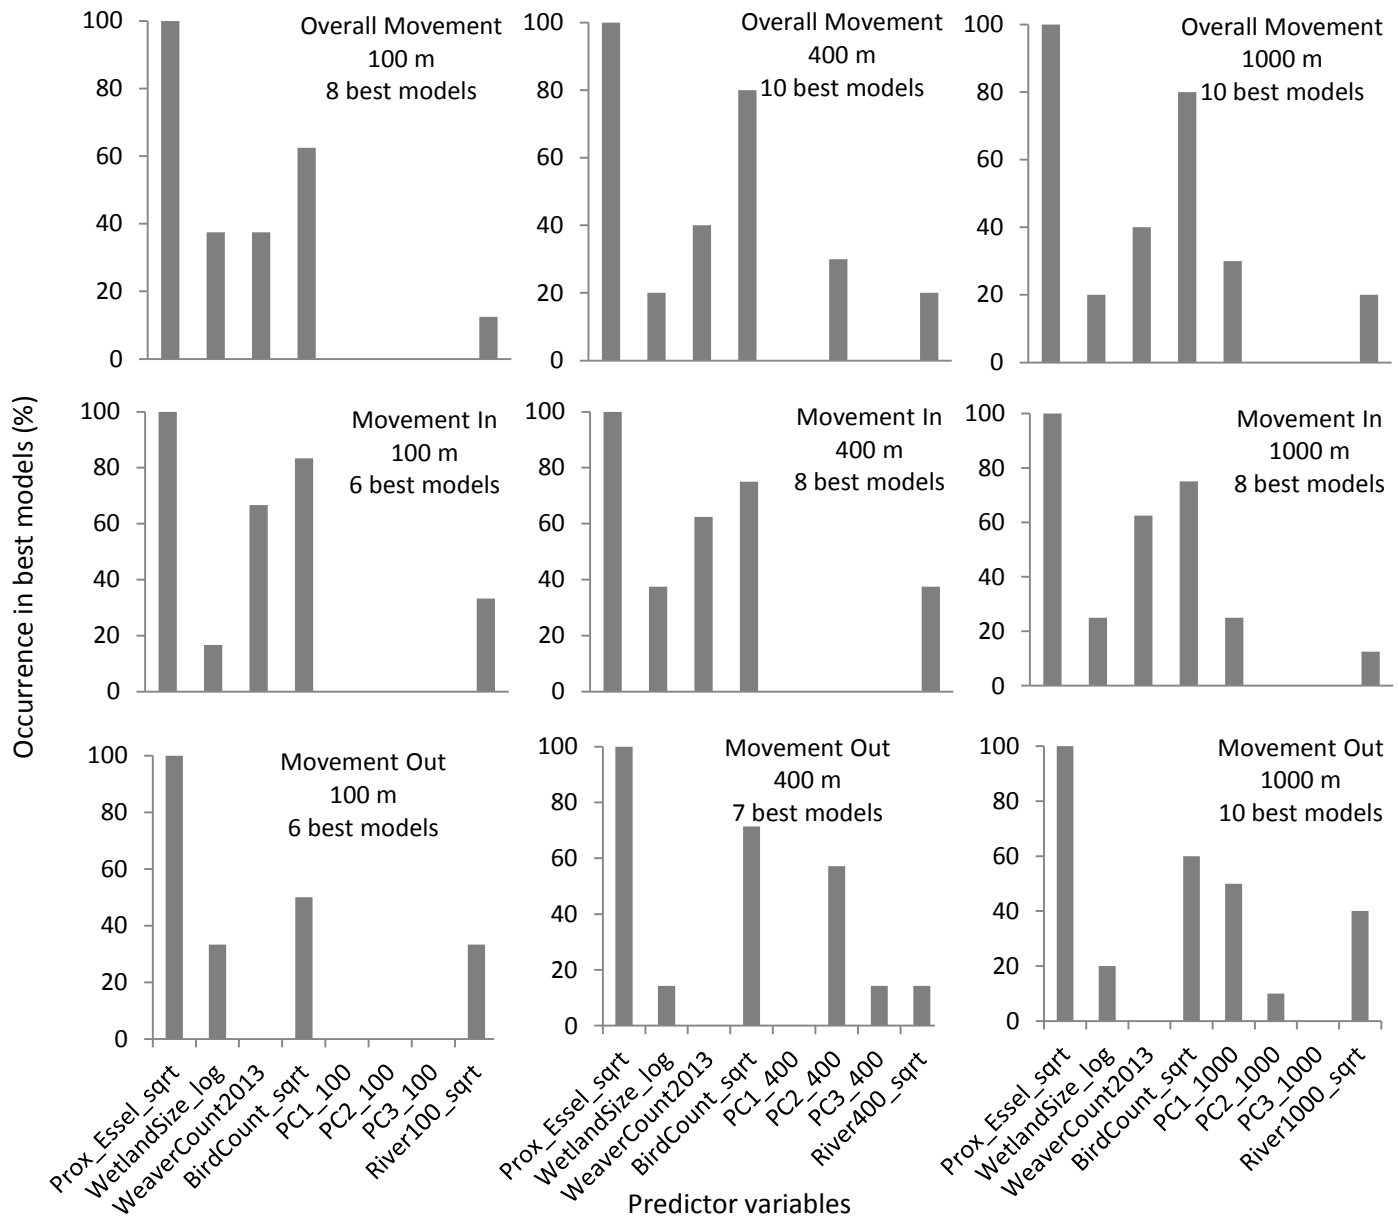 Occurrence in best models (%)
100
80
60
40
20
0
Overall Movement
100 m
8 best models
100
80
60
40
20
0
Overall Movement
400 m
10 best models
100
80
60
40
20
0
Overall Movement
1000 m
10 best models
100
80
60
40
20
0
Movement In
100 m
6 best models
100
80
60
40
20
0
Movement In
400 m
8 best models
100
80
60
40
20
0
Movement In
1000 m
8 best models
100
80
60
40
20
0
Movement Out
100 m
6 best models
100
80
60
40
20
0
Movement Out
400 m
7 best models
100
80
60
40
20
0
Movement Out
1000 m
10 best models
Prox_Essel_sqrt
WetlandSize_log
WeaverCount2013
BirdCount_sqrt
PC1_100
PC2_100
PC3_100
River100_sqrt
Prox_Essel_sqrt
WetlandSize_log
WeaverCount2013
BirdCount_sqrt
PC1_400
PC2_400
PC3_400
River400_sqrt
Prox_Essel_sqrt
WetlandSize_log
WeaverCount2013
BirdCount_sqrt
PC1_1000
PC2_1000
PC3_1000
River1000_sqrt
Predictor variables